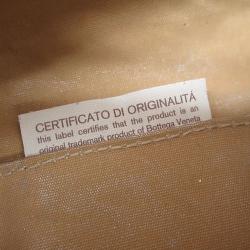 CERTIFICATO DI ORIGINALITÁ
this label certifies that the product is an
original trademark product of Bottega Veneta